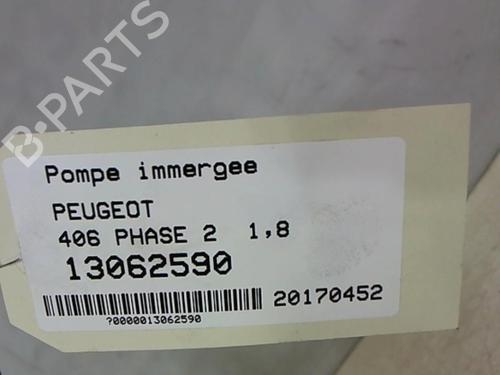 B-PARTS
Pompe immergee
PEUGEOT
406 PHASE 2 1,8
13062590
20170452
?0000013062590